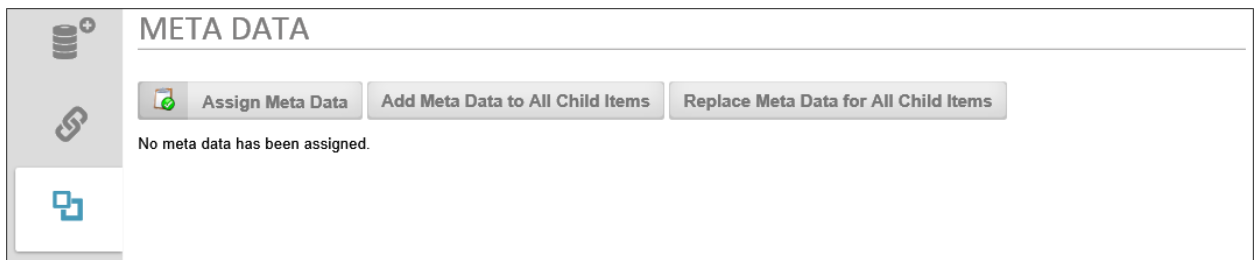 META DATA
Assign Meta Data Add Meta Data to All Child Items Replace Meta Data for All Child Items
No meta data has been assigned.